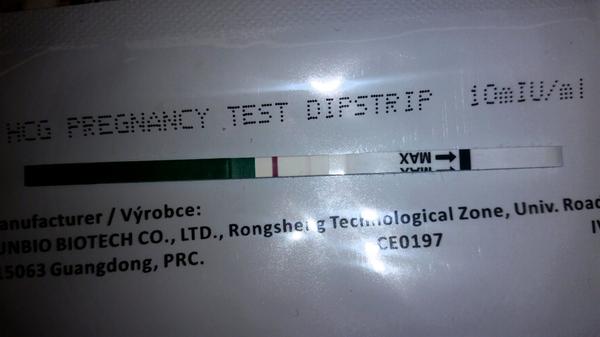 HCG PREGNANCY TEST DIPSTRIP 10mIU/ml
MAX
anufacturer / Výrobce:
UNBIO BIOTECH CO., LTD., Rongsheng Technological Zone, Univ. Road
15063 Guangdong, PRC.
CE0197